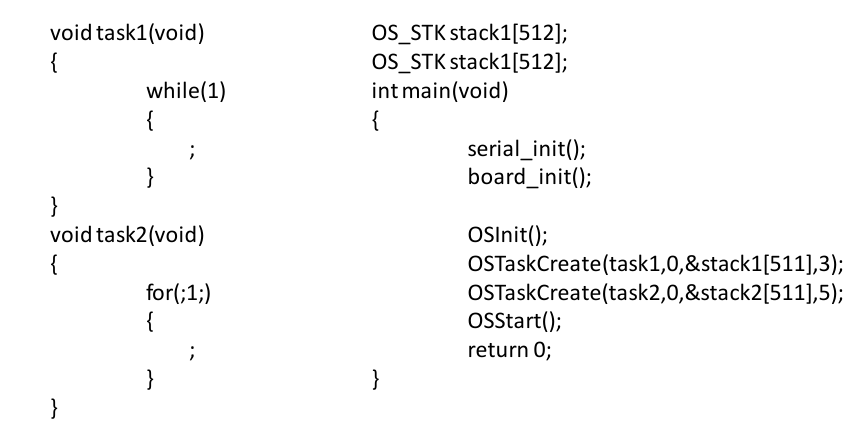 void task1(void)
{
while(1)
{
;
}
}
void task2(void)
{
for(;1;)
{
;
}
}
OS_STK stack1[512];
OS_STK stack1[512];
int main(void)
{
serial_init();
board_init();
OSInit();
OSTaskCreate(task1,0,&stack1[511],3);
OSTaskCreate(task2,0,&stack2[511],5);
OSStart();
return 0;
}